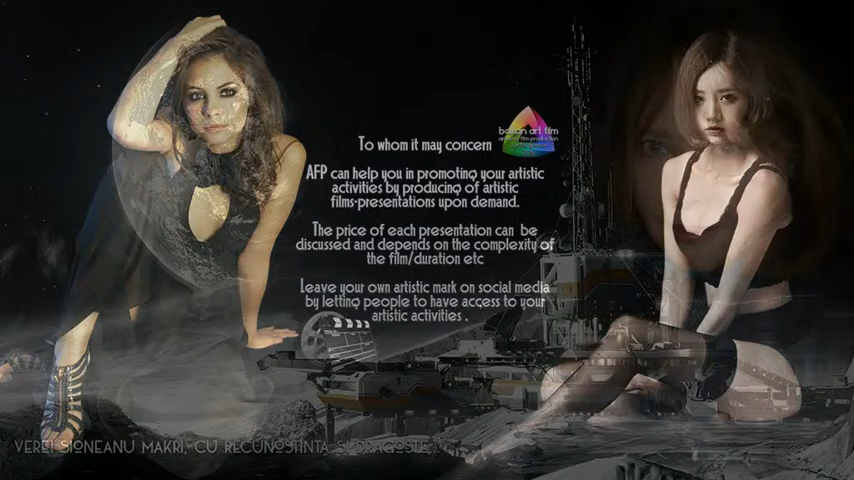 To whom it may concern
bacan art film
AFP can help you in promoting your artistic
activities by producing of artistic
films-presentations upon demand.
The price of each presentation can be
discussed and depends on the complexity of
the film/duration etc
Leave your own artistic mark on social media
by letting people to have access to your
artistic activities .
SIONEANU MAKRI, CU RECUNOSTINTA SI DRAGOSTE